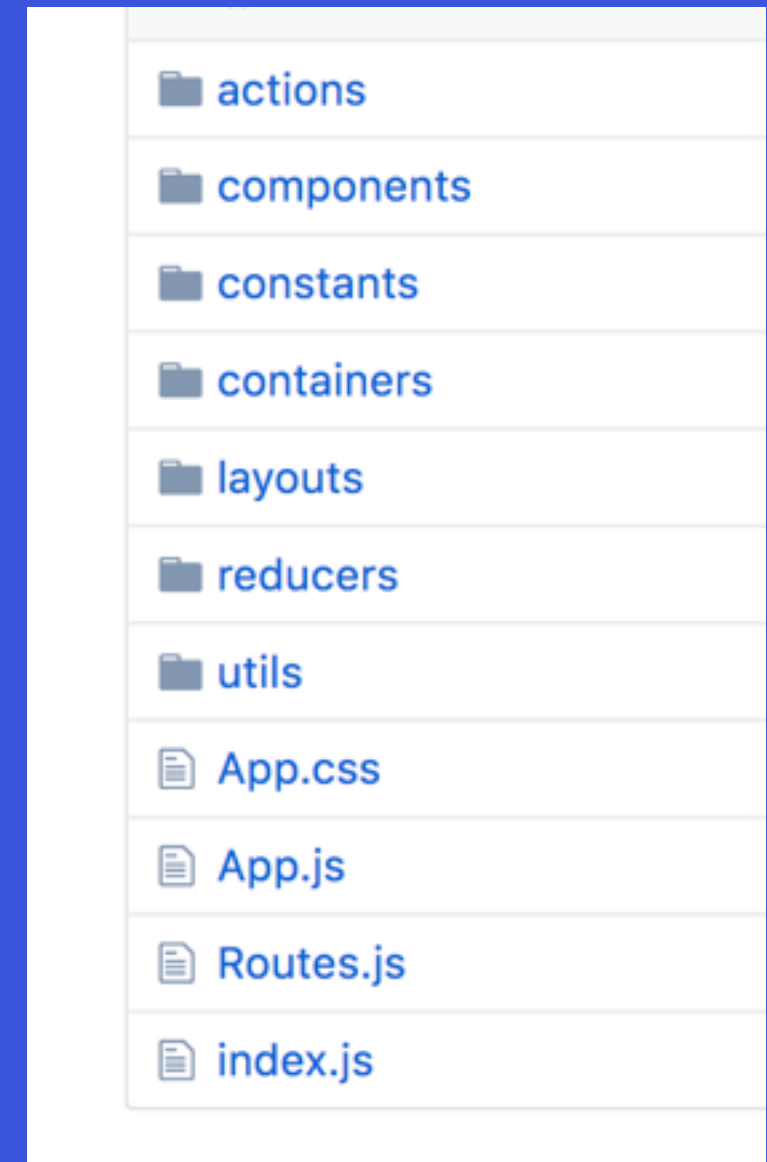 actions
components
constants
containers
layouts
reducers
utils
App.css
App.js
Routes.js
index.js